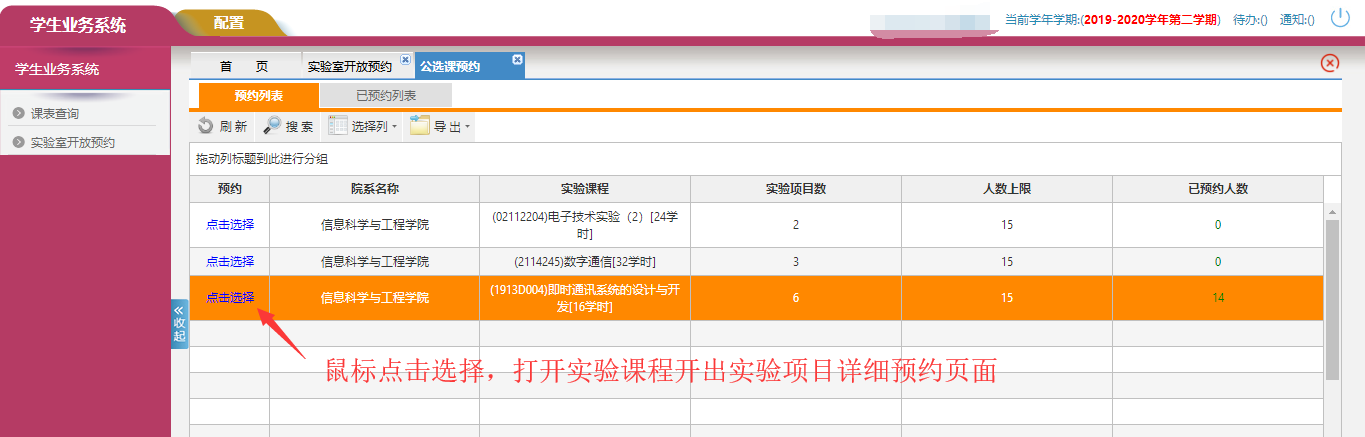 学生业务系统
配置
当前学年学期:(2019-2020学年第二学期) 待办:() 通知:()
学生业务系统
首 页
实验室开放预约
公选课预约
课表查询
实验室开放预约
预约列表
已预约列表
刷 新
搜 索
选择列
导 出
拖动列标题到此进行分组
预约 院系名称 实验课程 实验项目数 人数上限 已预约人数
点击选择 信息科学与工程学院 (02112204)电子技术实验（2）[24学
时] 2 15 0
点击选择 信息科学与工程学院 (2114245)数字通信[32学时] 3 15 0
点击选择 信息科学与工程学院 (1913D004)即时通讯系统的设计与开
发[16学时] 6 15 14
收
起
鼠标点击选择，打开实验课程开出实验项目详细预约页面